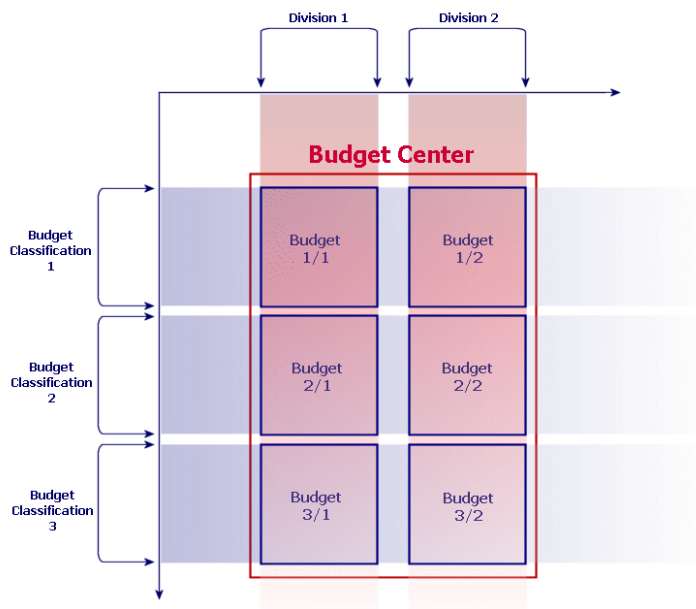 Division 1
Division 2
Budget Center
Budget
Classification
1
Budget
1/1
Budget
1/2
Budget
Classification
2
Budget
2/1
Budget
2/2
Budget
Classification
3
Budget
3/1
Budget
3/2